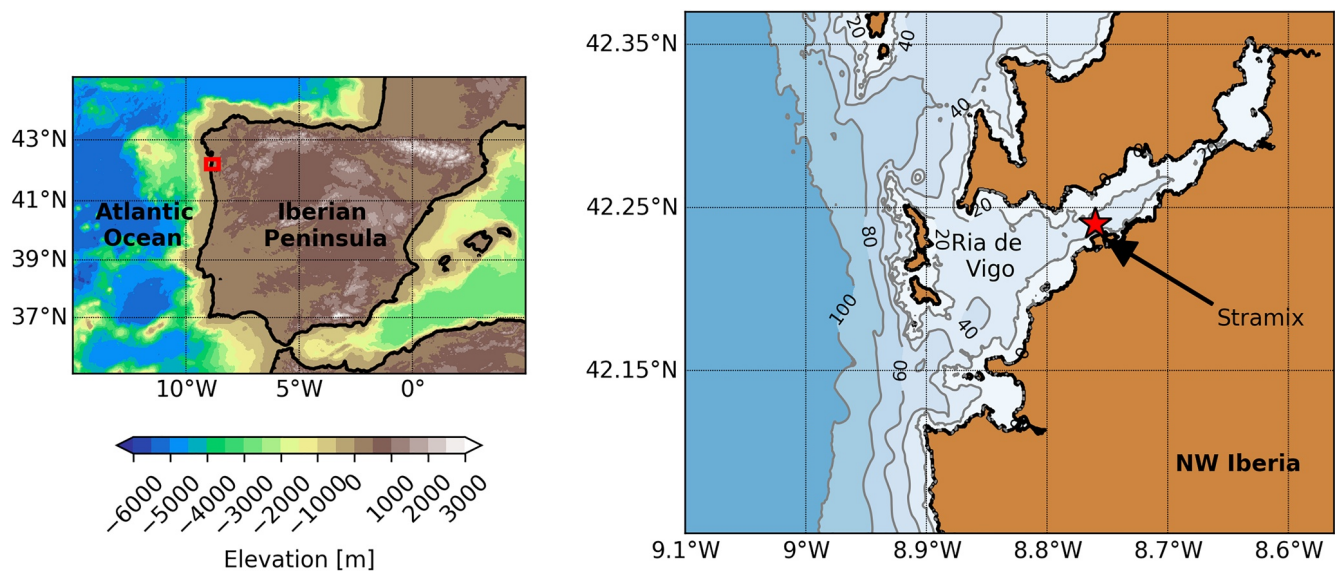 43°N
41°N
39°N
37°N
Atlantic
Ocean
Iberian
Peninsula
10°W
5°W
0°
−6000
−5000
−4000
−3000
−2000
−1000
0
1000
2000
3000
Elevation [m]
42.35°N
42.25°N
42.15°N
20
40
40
20
20
80
20
Ria de
Vigo
100
40
60
Stramix
NW Iberia
9.1°W
9°W
8.9°W
8.8°W
8.7°W
8.6°W